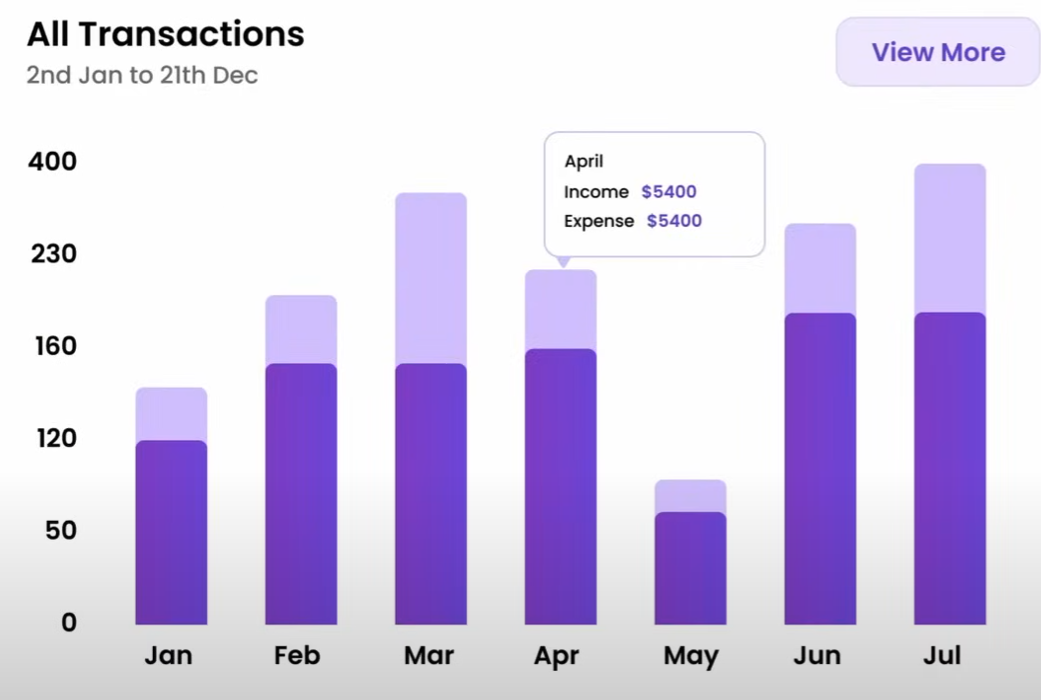 All Transactions
2nd Jan to 21th Dec
View More
400
230
160
120
50
0
April
Income $5400
Expense $5400
Jan Feb Mar Apr May Jun Jul